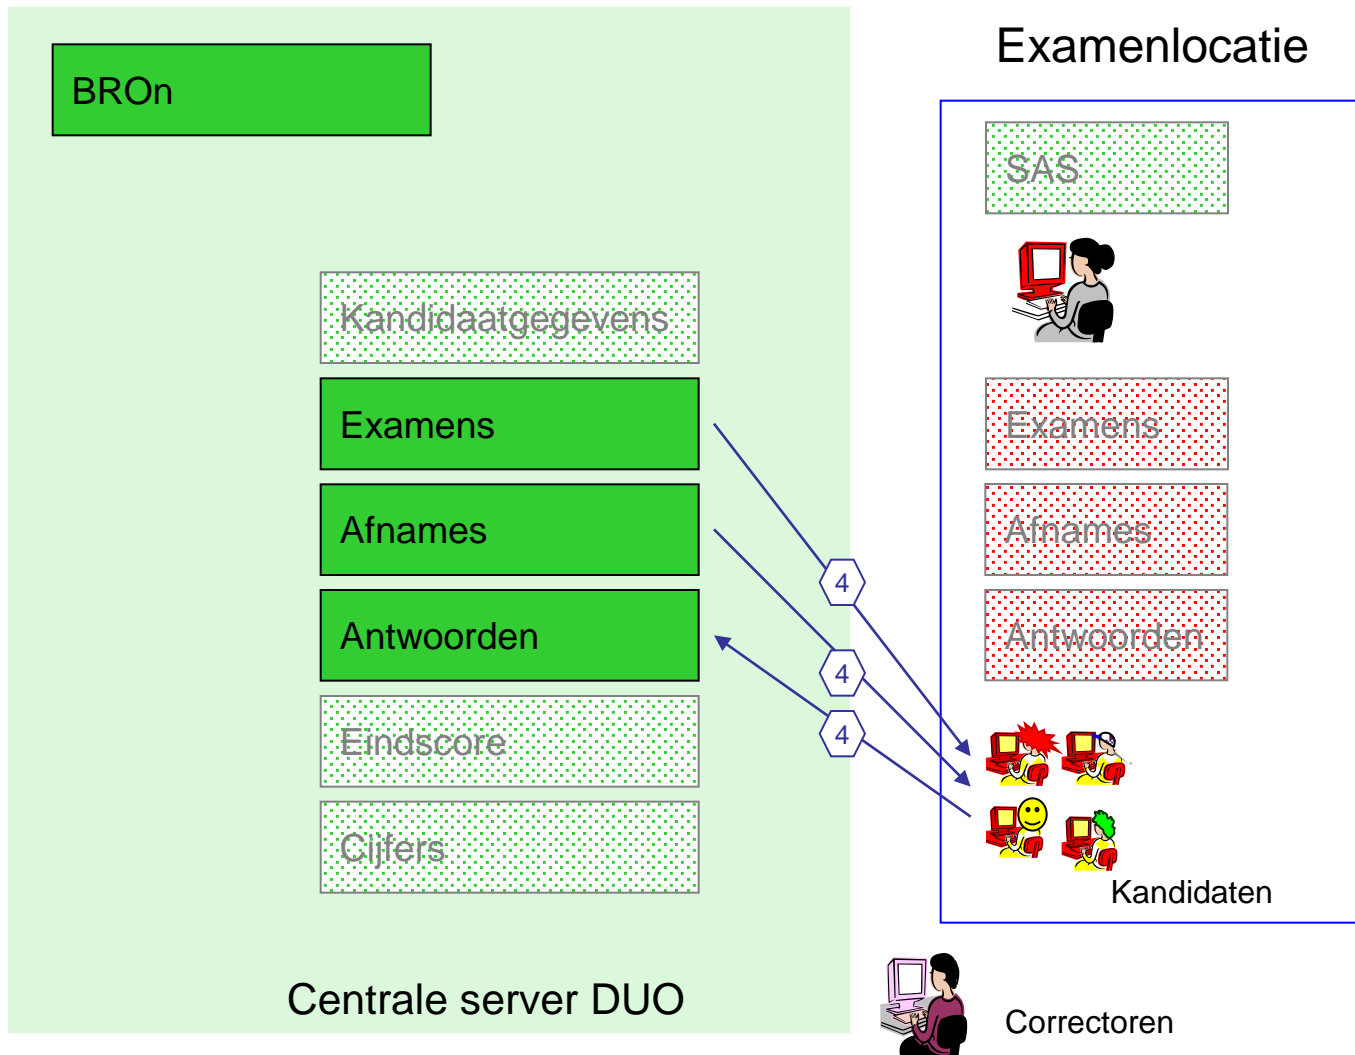 BROn
Kandidaatgegevens
Examens
Afnames
Antwoorden
Eindscore
Cijfers
Centrale server DUO
4
4
4
Examenlocatie
SAS
Examens
Afnames
Antwoorden
Kandidaten
Correctoren